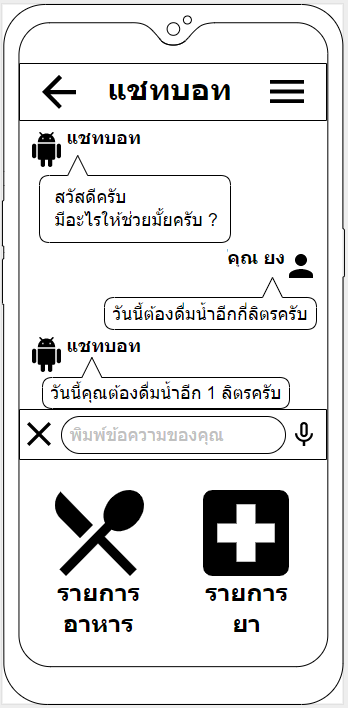 แชทบอท
แชทบอท
สวัสดีครับ
มีอะไรให้ช่วยมั้ยครับ ?
คุณ ยง
วันนี้ต้องดื่มน้ำอีกกี่ลิตรครับ
แชทบอท
วันนี้คุณต้องดื่มน้ำอีก 1 ลิตรครับ
พิมพ์ข้อความของคุณ
รายการ
อาหาร
รายการ
ยา